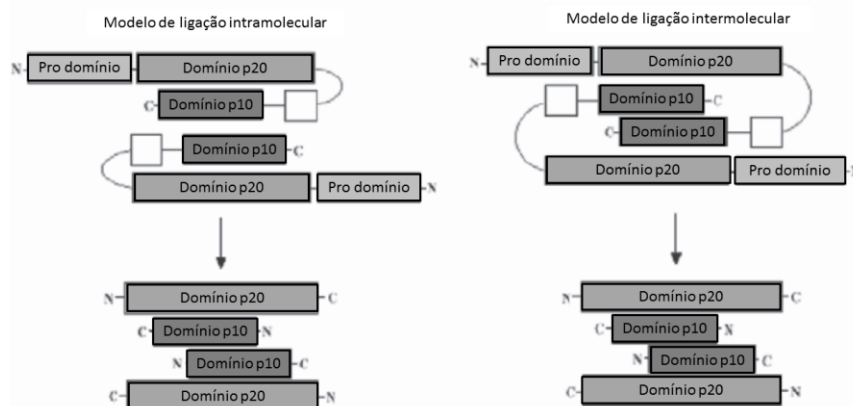 Modelo de ligação intramolecular
N Pro domínio Domínio p20
C Domínio p10
Domínio p10 C
Domínio p20 Pro domínio N
N Domínio p20 C
C Domínio p10 N
N Domínio p10 C
C Domínio p20 N
Modelo de ligação intermolecular
N Pro domínio Domínio p20
Domínio p10 C
C Domínio p10
Domínio p20 Pro domínio N
N Domínio p20 C
C Domínio p10 N
N Domínio p10 C
C Domínio p20 N